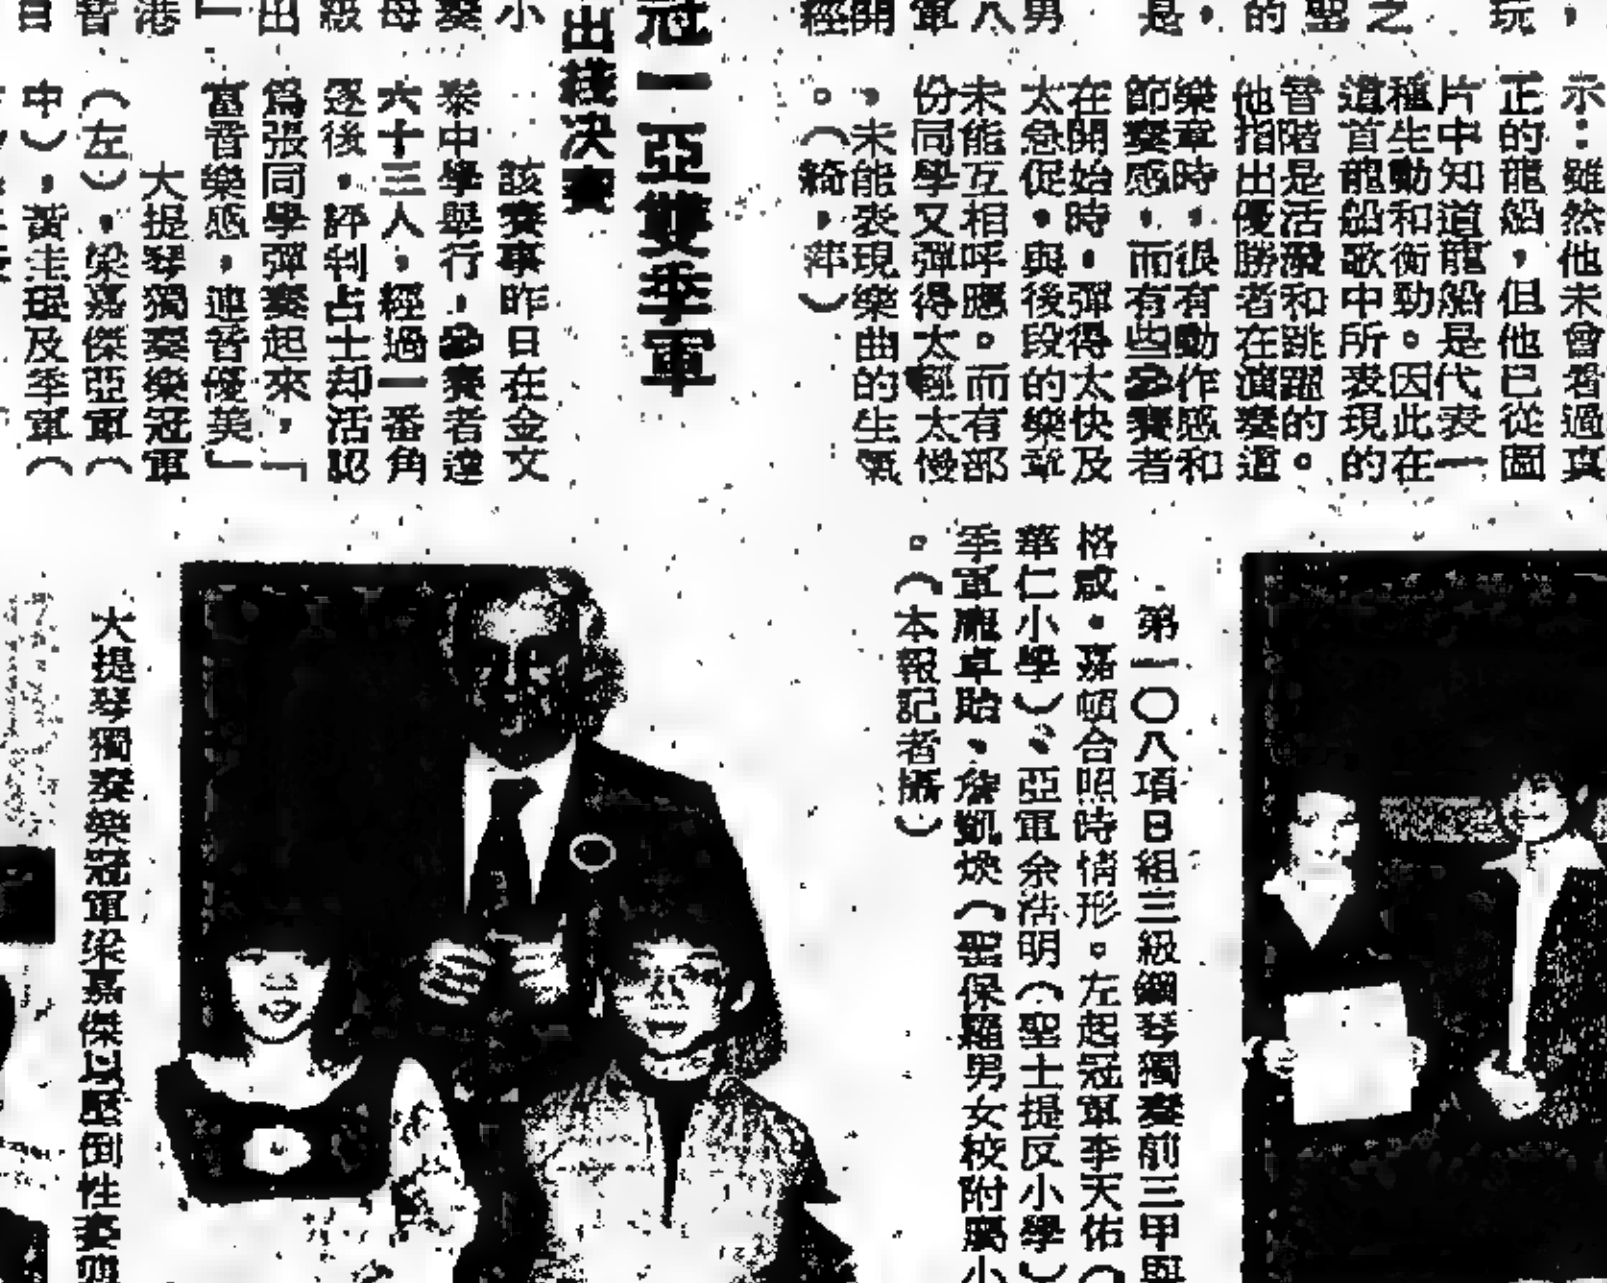 示：雖然他未曾看過真
正的龍船，但他已從圖
片中知道龍船是代表一
種生動和衝勁。因此在
這首龍船歌中所表現的
音階是活潑和跳躍的。
他指出優勝者在演奏這
樂章時，很有動作感和
節奏感，而有些參賽者
在開始時，彈得太快及
太急促，與後段的樂章
未能互相呼應。而有部
份同學又彈得太輕太慢
，未能表現樂曲的生氣
。（綺，萍）
冠一亞雙季軍
出棧決賽
該賽事昨日在金文
泰中學舉行，參賽者達
六十三人，經過一番角
逐後，評判占士却活認
爲張同學彈奏起來，「
富音樂感，連音優美」
大提琴獨奏樂冠軍
（左），梁嘉傑亞軍（
中），黃圭珉及季軍（
第一〇八項B組三級鋼琴獨奏前三甲與
格威・嘉頓合照時情形。左起冠軍李天佑（
華仁小學）。亞軍余浩明（聖士提反小學）
季軍龐卓貽、詹凱煥（聖保羅男女校附屬小
。（本報記者攝）
大提琴獨奏樂冠軍梁嘉傑以壓倒性姿